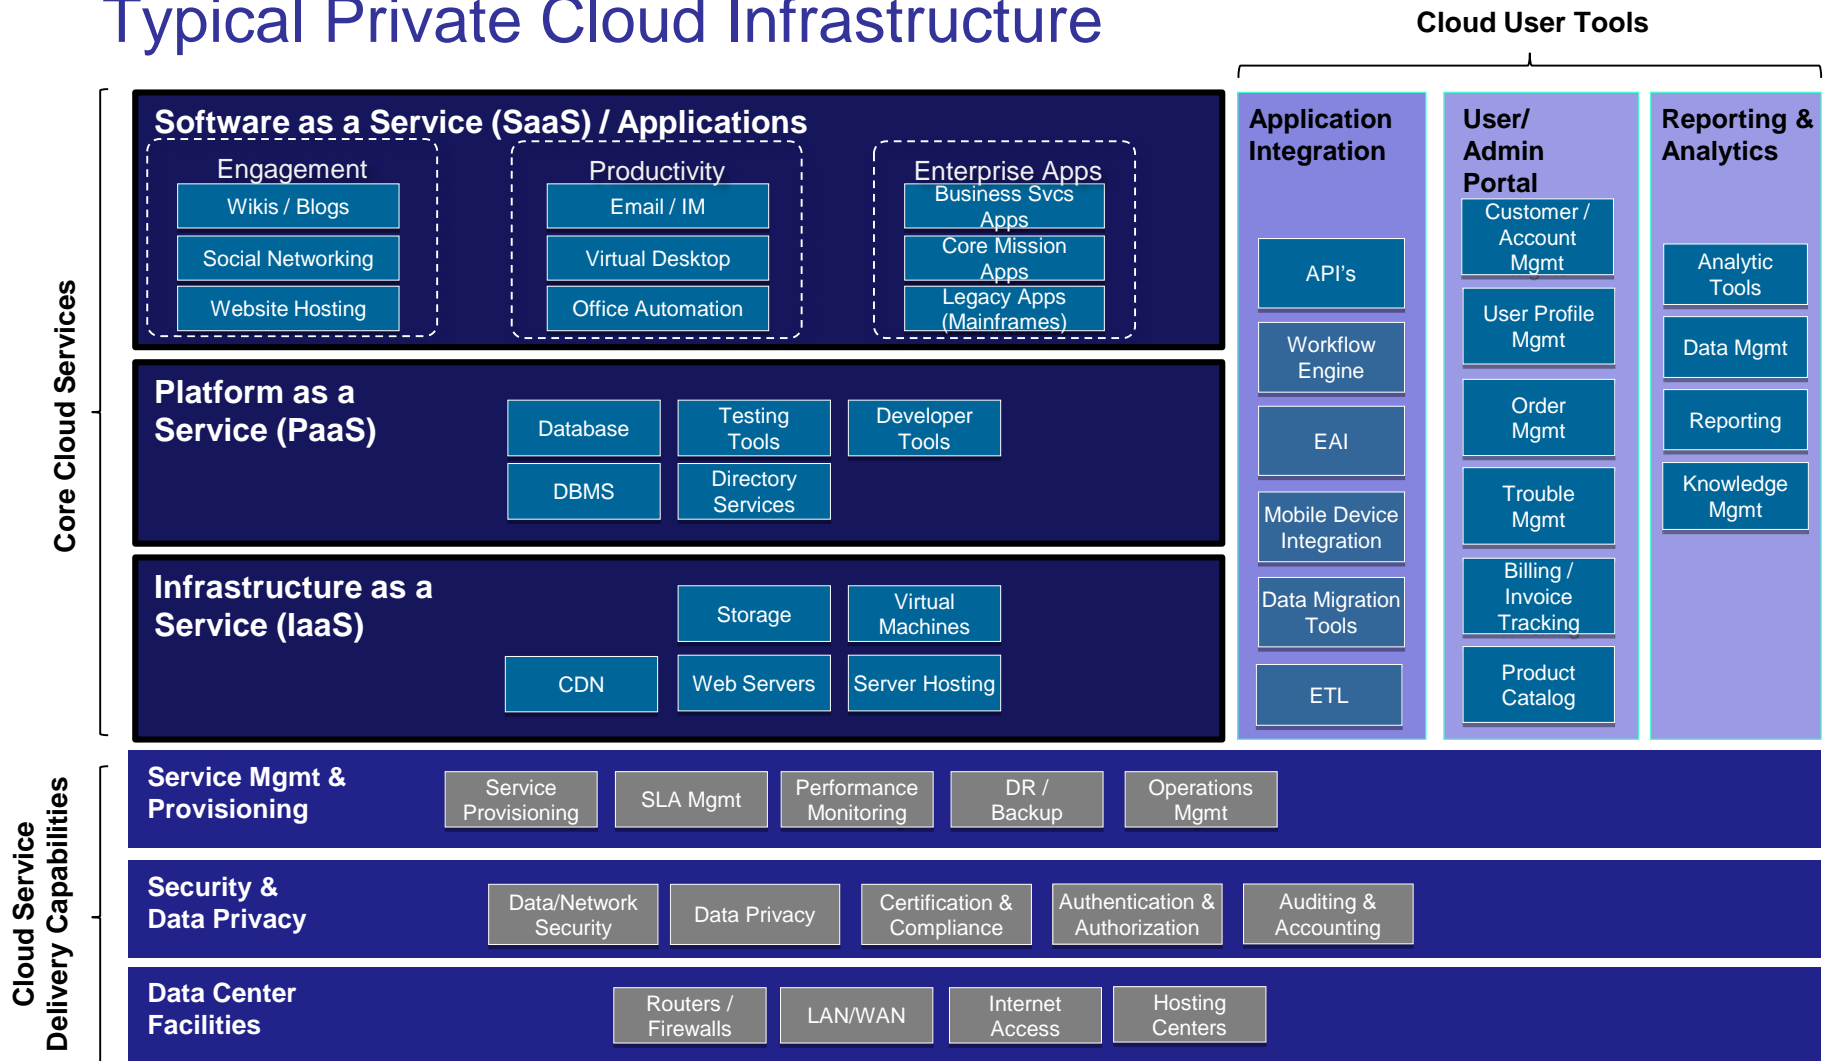 Typical Private Cloud Infrastructure
Cloud User Tools
Core Cloud Services
Software as a Service (SaaS) / Applications
Engagement
Wikis / Blogs
Social Networking
Website Hosting
Productivity
Email / IM
Virtual Desktop
Office Automation
Enterprise Apps
Business Svcs
Apps
Core Mission
Apps
Legacy Apps
(Mainframes)
Platform as a
Service (PaaS)
Database
Testing
Tools
Developer
Tools
DBMS
Directory
Services
Infrastructure as a
Service (IaaS)
Storage
Virtual
Machines
CDN
Web Servers
Server Hosting
Application
Integration
API's
Workflow
Engine
EAI
Mobile Device
Integration
Data Migration
Tools
ETL
User/
Admin
Portal
Customer /
Account
Mgmt
User Profile
Mgmt
Order
Mgmt
Trouble
Mgmt
Billing /
Invoice
Tracking
Product
Catalog
Reporting &
Analytics
Analytic
Tools
Data Mgmt
Reporting
Knowledge
Mgmt
Cloud Service
Delivery Capabilities
Service Mgmt &
Provisioning
Service
Provisioning
SLA Mgmt
Performance
Monitoring
DR /
Backup
Operations
Mgmt
Security &
Data Privacy
Data/Network
Security
Data Privacy
Certification &
Compliance
Authentication &
Authorization
Auditing &
Accounting
Data Center
Facilities
Routers /
Firewalls
LAN/WAN
Internet
Access
Hosting
Centers